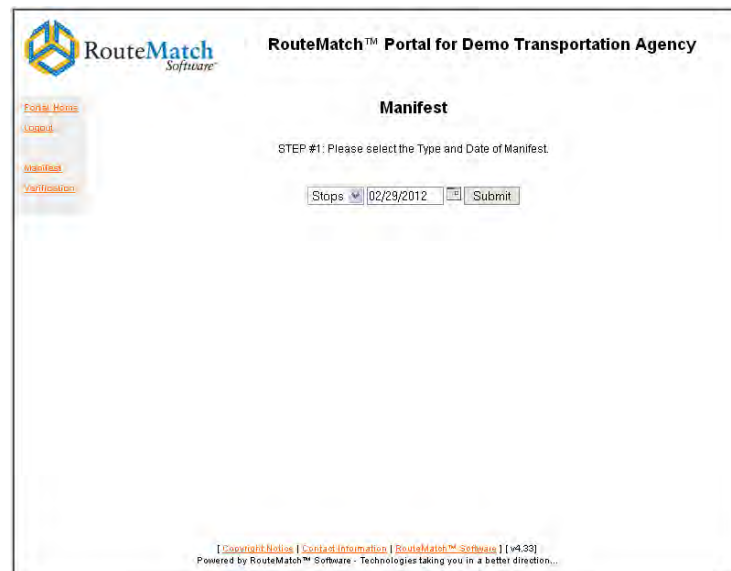 RouteMatch
Software
RouteMatch™ Portal for Demo Transportation Agency
Portal Home
Logout
Manifest
Verification
Manifest
STEP #1: Please select the Type and Date of Manifest.
Stops 02/29/2012 Submit
[ Copyright Notice | Contact Information | RouteMatch™ Software ] [ v4.33]
Powered by RouteMatch™ Software - Technologies taking you in a better direction...